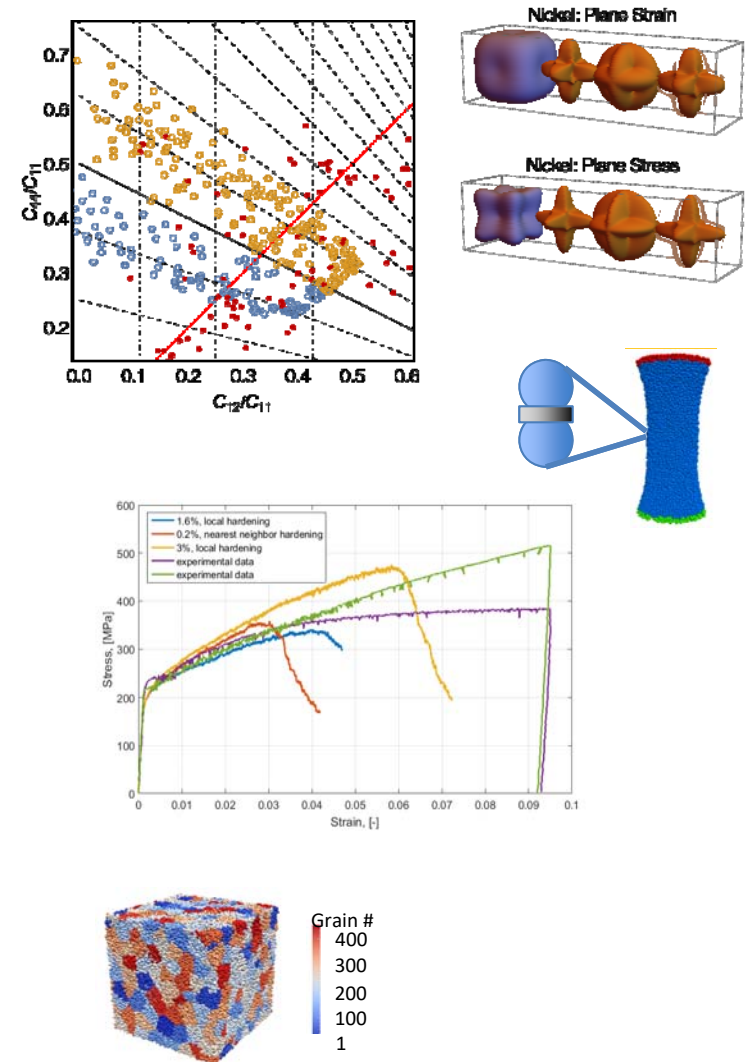 Nickel: Plane Strain
0.7
0.6
0.5
0.4
0.3
0.2
C44/C11
0.0 0.1 0.2 0.3 0.4 0.5 0.6
C12/C11
Nickel: Plane Stress
600
500
400
300
200
100
0
Stress, [MPa]
1.6%, local hardening
0.2%, nearest neighbor hardening
3%, local hardening
experimental data
experimental data
0 0.01 0.02 0.03 0.04 0.05 0.06 0.07 0.08 0.09 0.1
Strain, [-]
Grain #
400
300
200
100
1